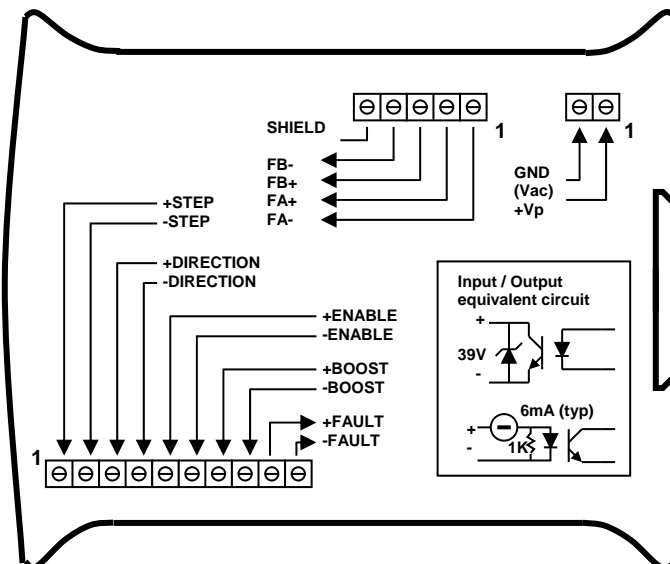 1
1
SHIELD
FB-
FB+
FA+
FA-
GND
(Vac)
+Vp
+STEP
-STEP
+DIRECTION
-DIRECTION
+ENABLE
-ENABLE
+BOOST
-BOOST
+FAULT
-FAULT
1
Input / Output
equivalent circuit
+
39V
-
6mA (typ)
+
1K
-